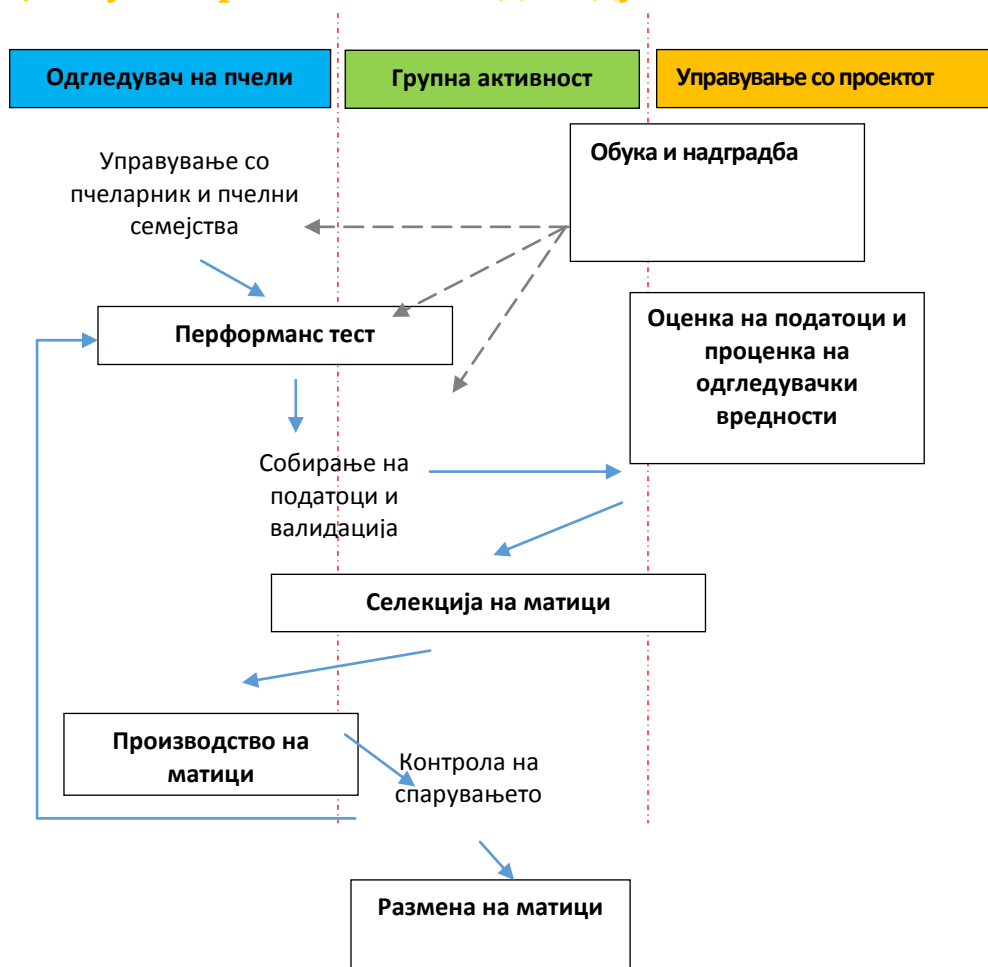 Одгледувач на пчели
Групна активност
Управување со проектот
Обука и надградба
Управување со
пчеларник и пчелни
семејства
Перформанс тест
Оценка на податоци и
проценка на
одгледувачки
вредности
Собирање на
податоци и
валидација
Селекција на матици
Производство на
матици
Контрола на
спарувањето
Размена на матици